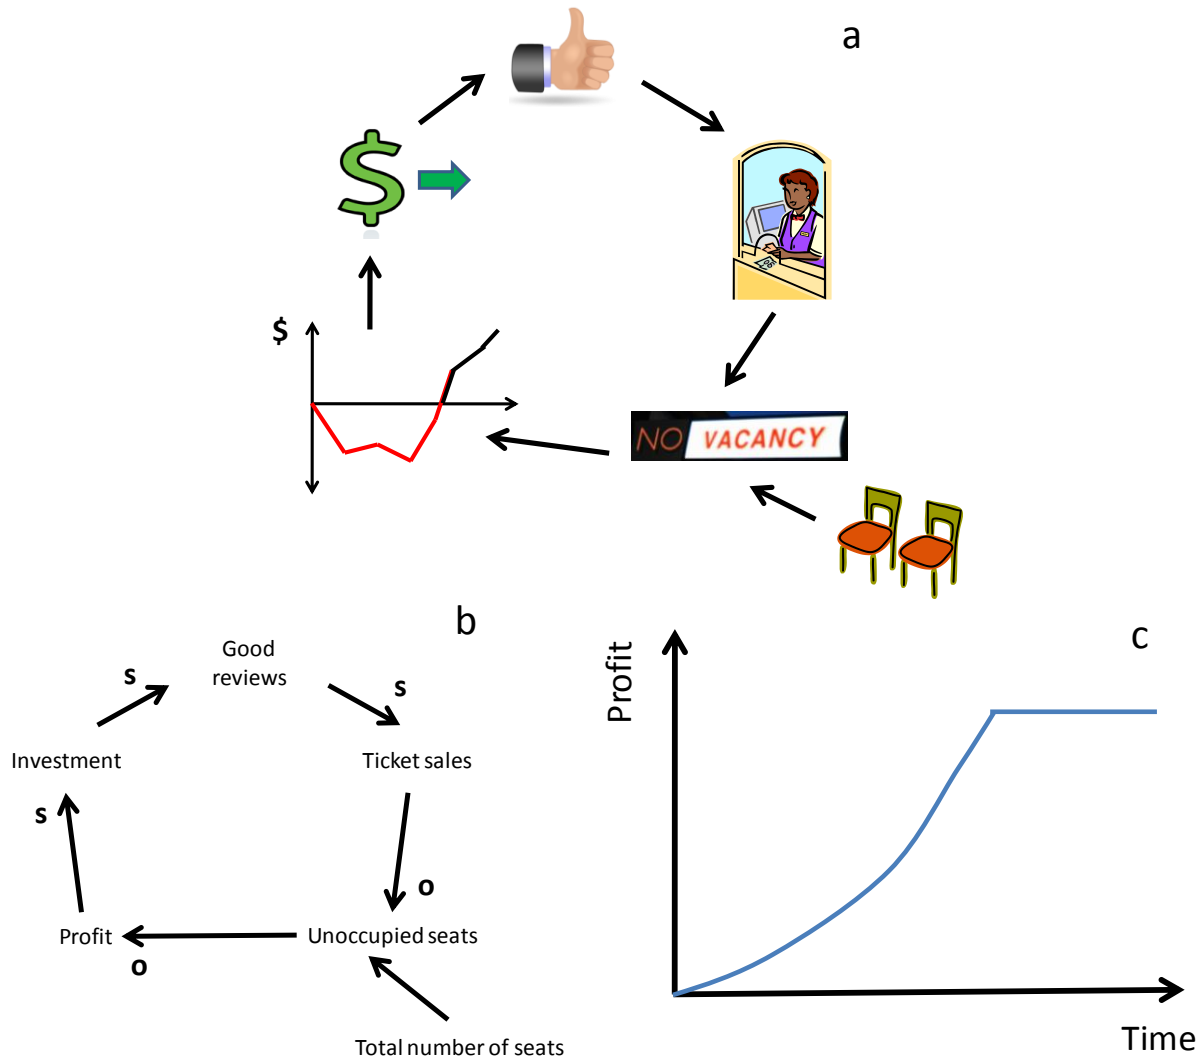 a
$
$
NO VACANCY
b
Good
reviews
s
s
Investment
Ticket sales
s
o
Profit
Unoccupied seats
o
Total number of seats
c
Profit
Time